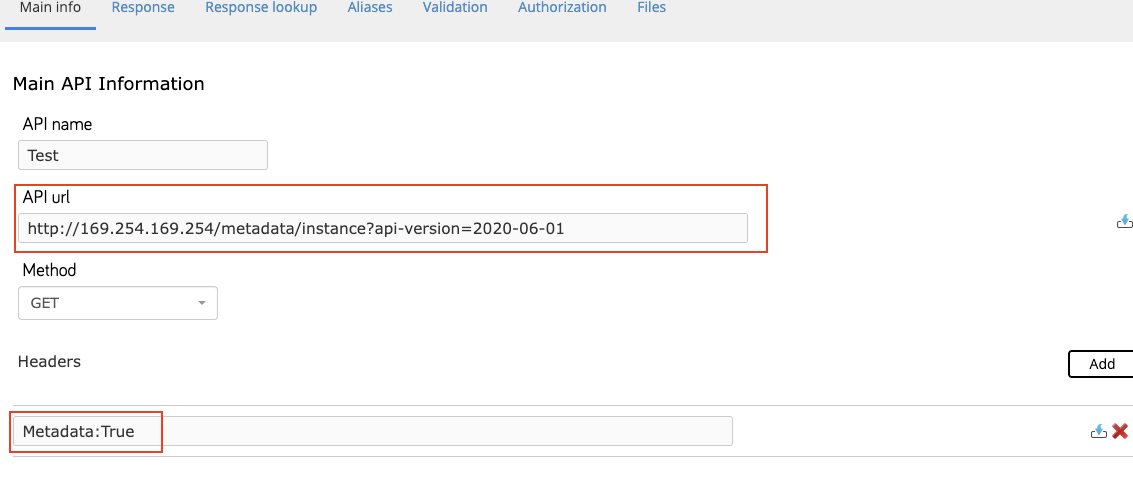 Main info Response Response lookup Aliases Validation Authorization Files
Main API Information
API name
Test
API url
http://169.254.169.254/metadata/instance?api-version=2020-06-01
Method
GET
Headers
Add
Metadata:True